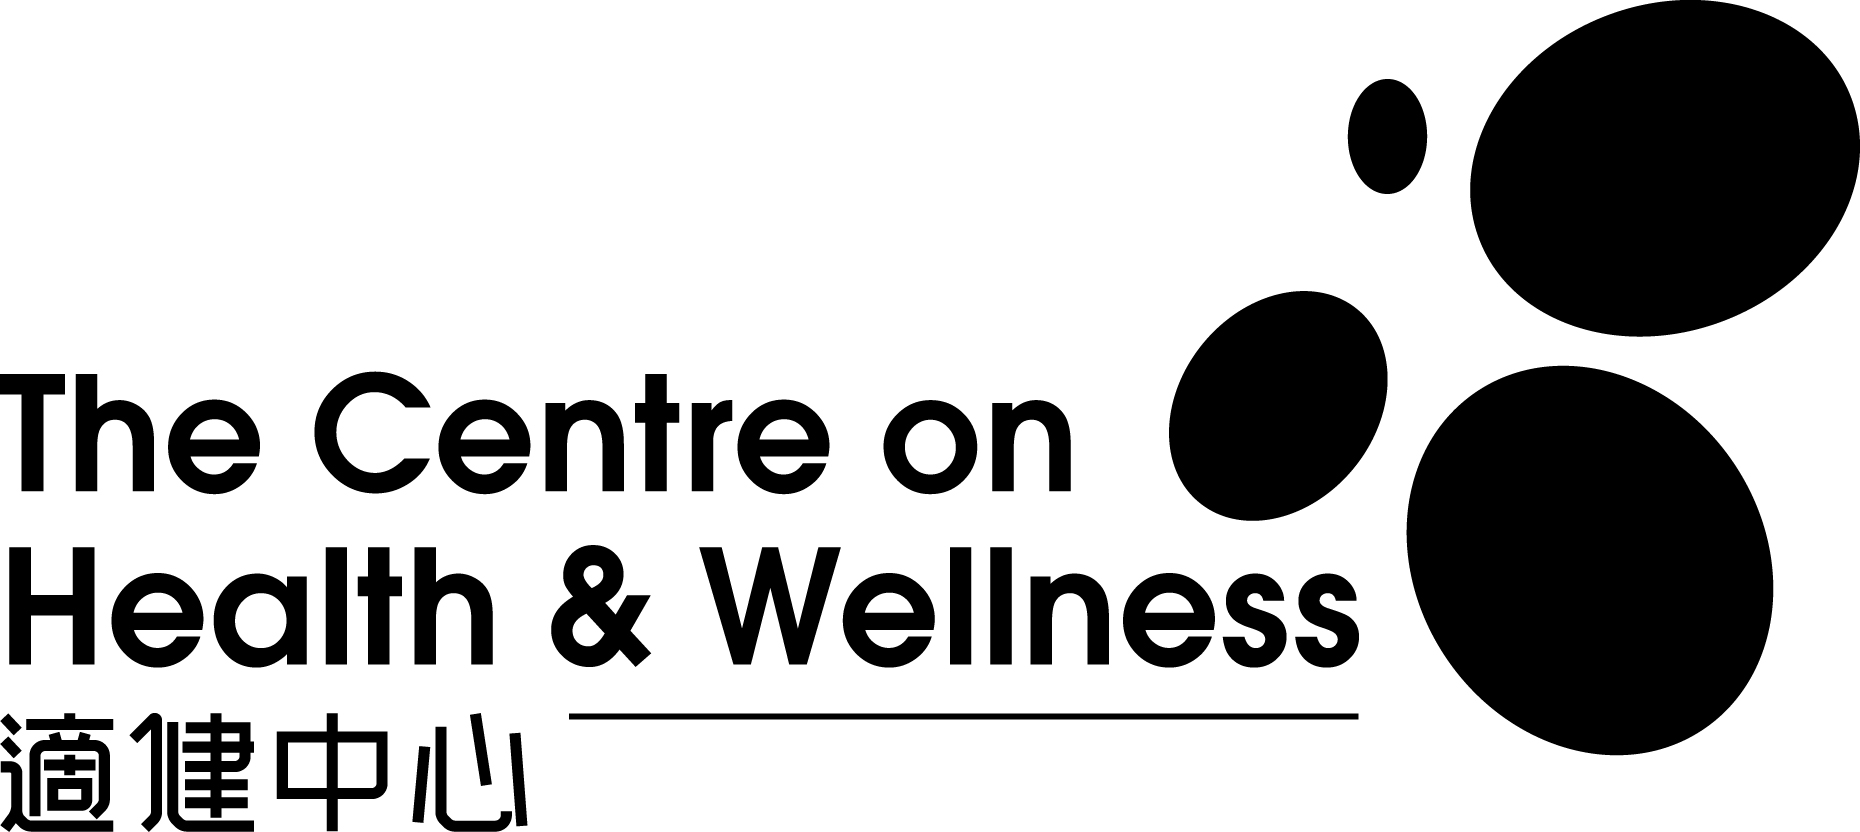 The Centre on
Health & Wellness
適健中心